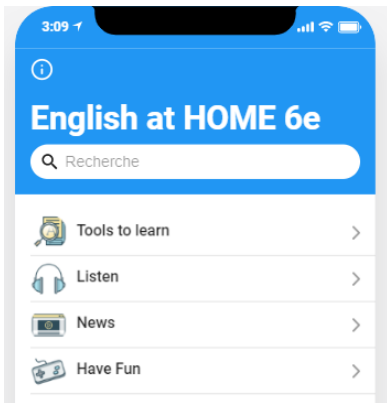 3:09
English at HOME 6e
Recherche
Tools to learn
Listen
News
Have Fun